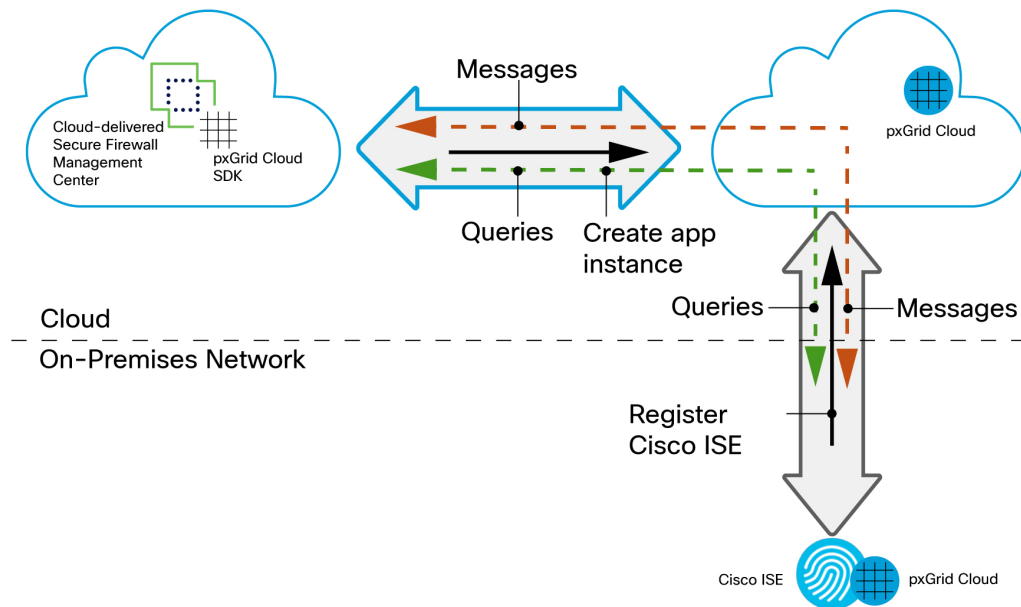 Messages
Cloud-delivered
Secure Firewall
Management
Center
pxGrid Cloud
SDK
pxGrid Cloud
Queries
Create app
instance
Queries
Messages
Cloud
On-Premises Network
Register
Cisco ISE
Cisco ISE
pxGrid Cloud